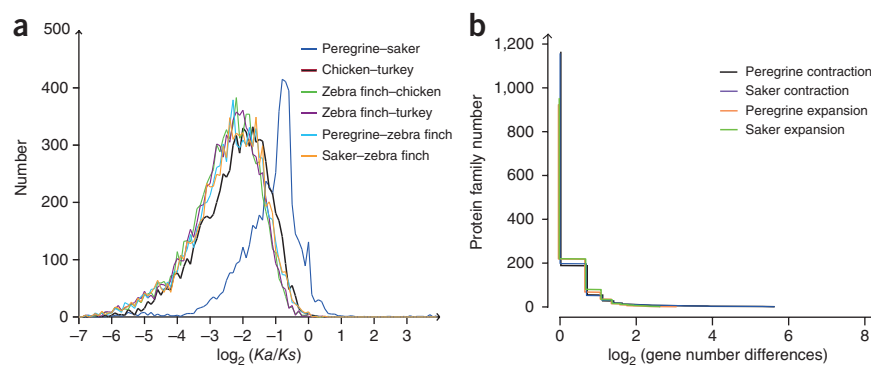 a
500
400
300
200
100
0
Number
–7
–6
–5
–4
–3
–2
–1
0
1
2
3
log2 (Ka/Ks)
Peregrine–saker
Chicken–turkey
Zebra finch–chicken
Zebra finch–turkey
Peregrine–zebra finch
Saker–zebra finch
b
1,200
1,000
800
600
400
200
0
Protein family number
0
2
4
6
8
log2 (gene number differences)
Peregrine contraction
Saker contraction
Peregrine expansion
Saker expansion